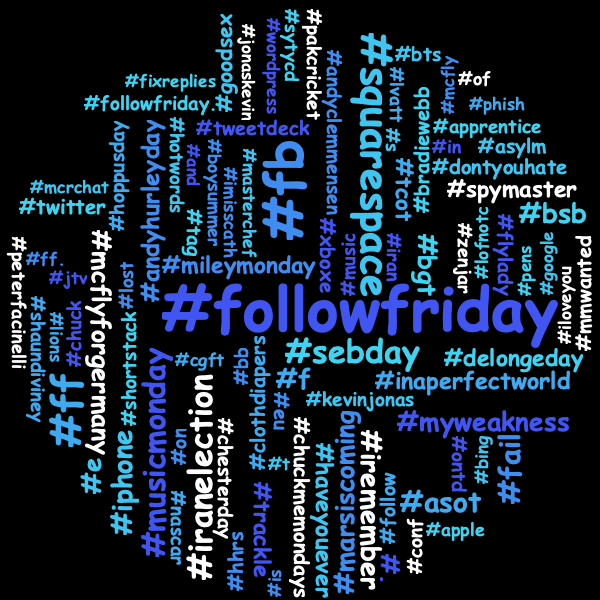 #goodsex
#jonaskevin
#wordpress
#sytycd
#pakcricket
#andyclemmensen
#squarespace
#bts
#lvatt
#mcfly
#of
#fixreplies
#followfriday.
#
#phish
#tweetdeck
#fb
#s
#tcot
#bradiewebb
#apprentice
#in
#asylm
#dontyouhate
#hoppusday
#andyhurleyday
#hotwords
#and
#boysummer
#imisscath
#masterchef
#spymaster
#mcrchat
#twitter
#tag
#bsb
#xboxe
#music
#iran
#bgt
#zenjar
#lofnotc
#flylady
#pens
#google
#iloveyou
#mmwanted
#peterfacinelli
#ff.
#jtv
#mcflyforgermany
#lost
#mileymonday
#followfriday
#shaundiviney
#lions
#chuck
#ff
#shortstack
#sebday
#delongeday
#cgft
#bb
#clothdiapers
#f
#inaperfectworld
#eu
#kevinjonas
#musicmonday
#iranelection
#myweakness
#e
#iphone
#on
#nascar
#chesterday
#t
#chuckmemondays
#haveyouever
#marsiscoming
#iremember
#follow
#ontd
#bing
#fail
#trackle
#hhrs
#is
#asot
#.
#conf
#apple